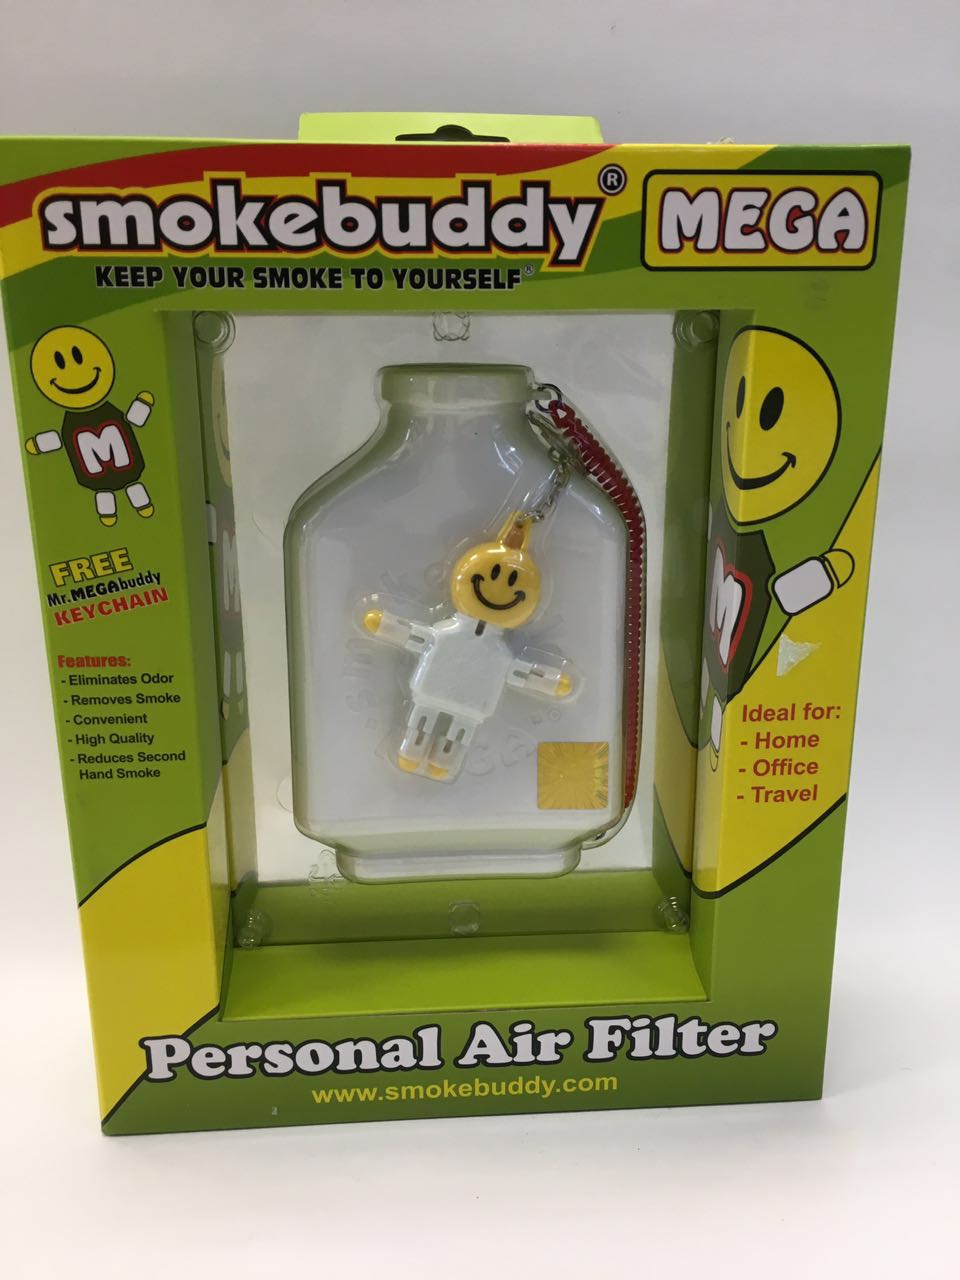 smokebuddy® MEGA
KEEP YOUR SMOKE TO YOURSELF®
M
FREE
Mr.MEGAbuddy
KEYCHAIN
Features:
- Eliminates Odor
- Removes Smoke
- Convenient
- High Quality
- Reduces Second
Hand Smoke
M
Ideal for:
- Home
- Office
- Travel
Personal Air Filter
www.smokebuddy.com